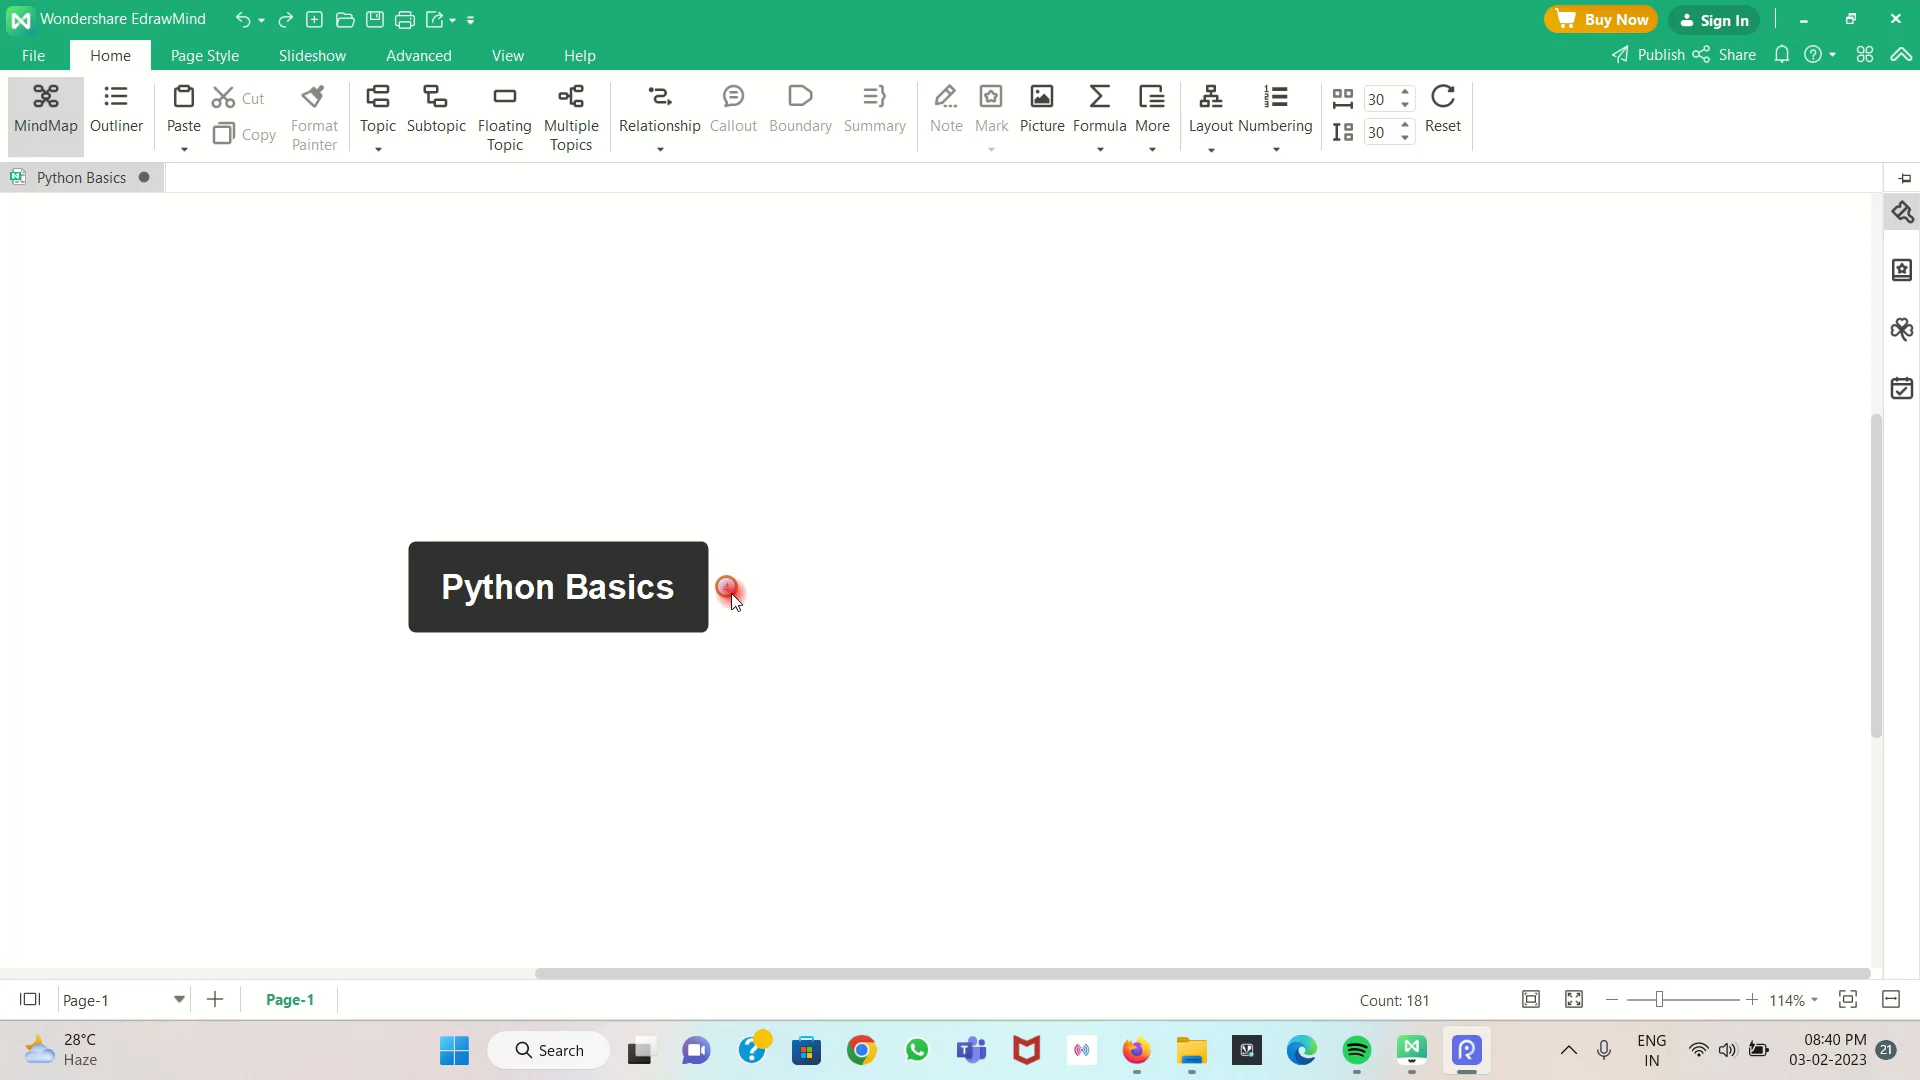 Wondershare EdrawMind
Buy Now
Sign In
File
Home
Page Style
Slideshow
Advanced
View
Help
Publish
Share
MindMap
Outliner
Paste
Cut
Copy
Format
Painter
Topic
Subtopic
Floating
Topic
Multiple
Topics
Relationship
Callout
Boundary
Summary
Note
Mark
Picture
Formula
More
Layout
Numbering
30
30
Reset
Python Basics
Python Basics
4
Page-1
Page-1
Count: 181
114%
28°C
Haze
Search
ENG
IN
08:40 PM
03-02-2023
21